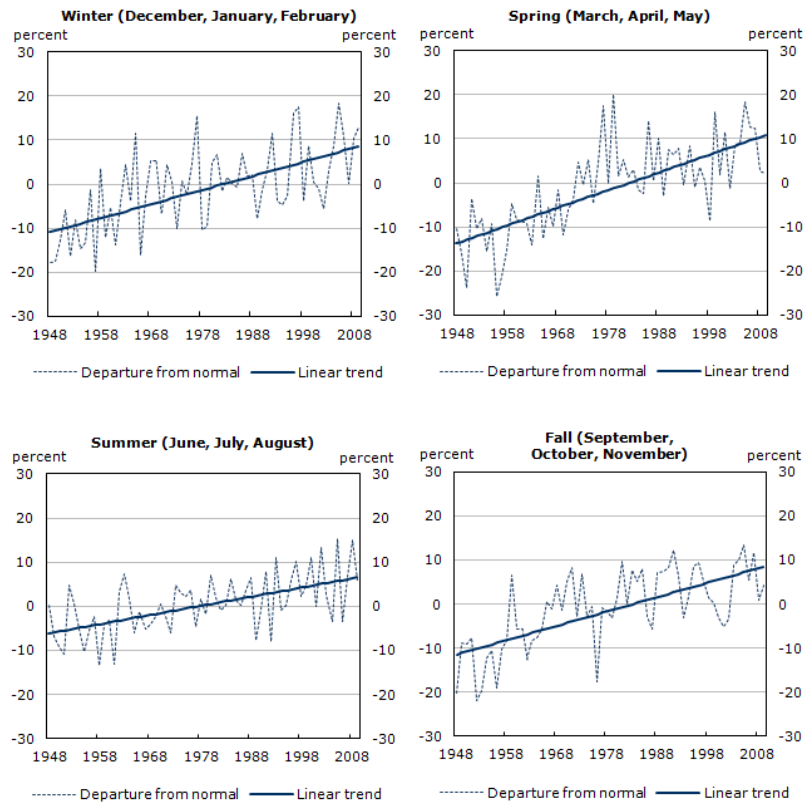 Winter (December, January, February)
percent percent
30 30
20 20
10 10
0 0
-10 -10
-20 -20
-30 -30
1948 1958 1968 1978 1988 1998 2008
Departure from normal Linear trend
Spring (March, April, May)
percent percent
30 30
20 20
10 10
0 0
-10 -10
-20 -20
-30 -30
1948 1958 1968 1978 1988 1998 2008
Departure from normal Linear trend
Summer (June, July, August)
percent percent
30 30
20 20
10 10
0 0
-10 -10
-20 -20
-30 -30
1948 1958 1968 1978 1988 1998 2008
Departure from normal Linear trend
Fall (September,
October, November)
percent percent
30 30
20 20
10 10
0 0
-10 -10
-20 -20
-30 -30
1948 1958 1968 1978 1988 1998 2008
Departure from normal Linear trend